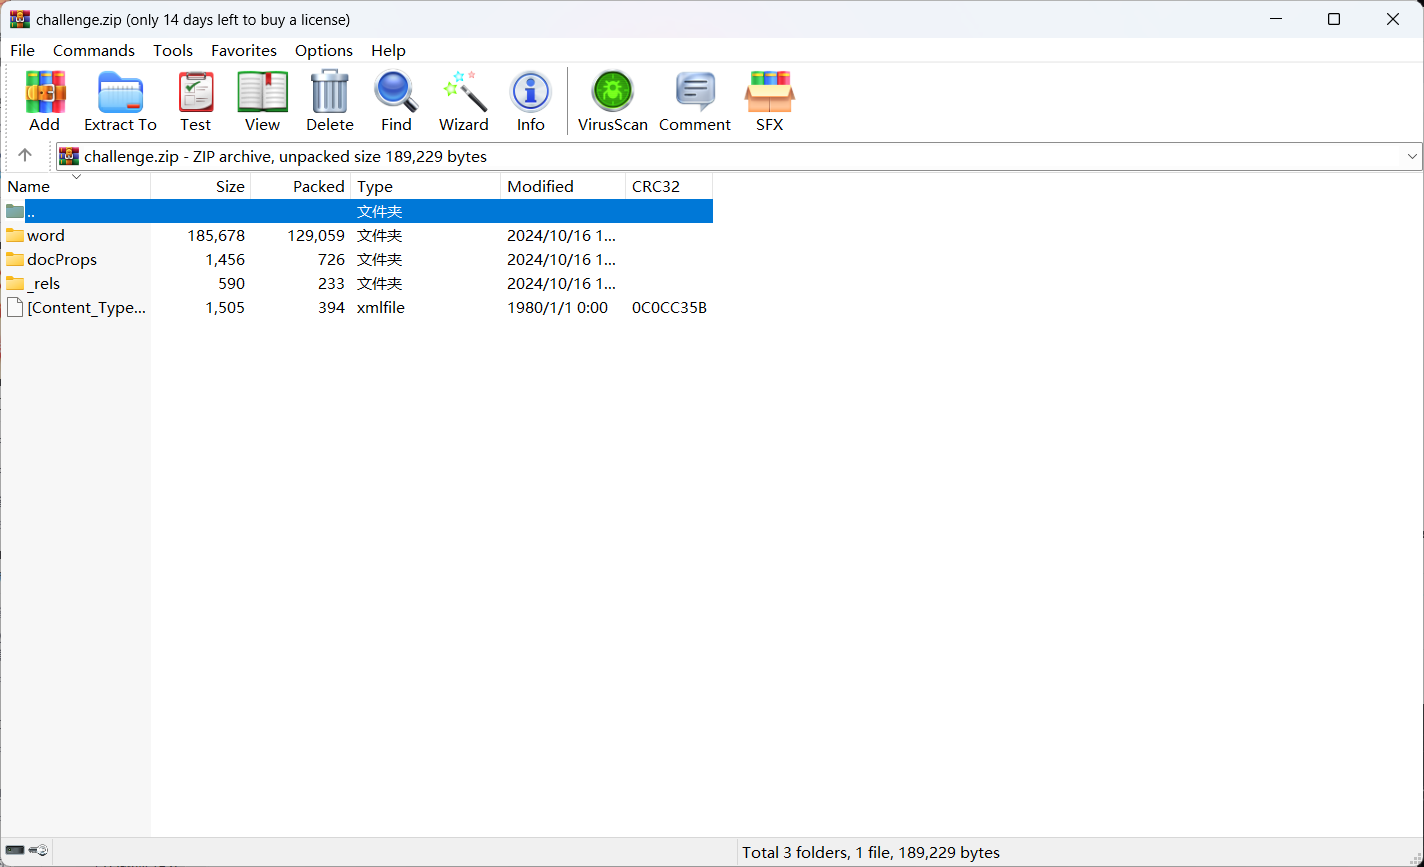 challenge.zip (only 14 days left to buy a license)
File Commands Tools Favorites Options Help
Add Extract To Test View Delete Find Wizard Info VirusScan Comment SFX
challenge.zip - ZIP archive, unpacked size 189,229 bytes
Name Size Packed Type Modified CRC32
.. 文件夹
word 185,678 129,059 文件夹 2024/10/16 1...
docProps 1,456 726 文件夹 2024/10/16 1...
_rels 590 233 文件夹 2024/10/16 1...
[Content_Type... 1,505 394 xmlfile 1980/1/1 0:00 0C0CC35B
Total 3 folders, 1 file, 189,229 bytes